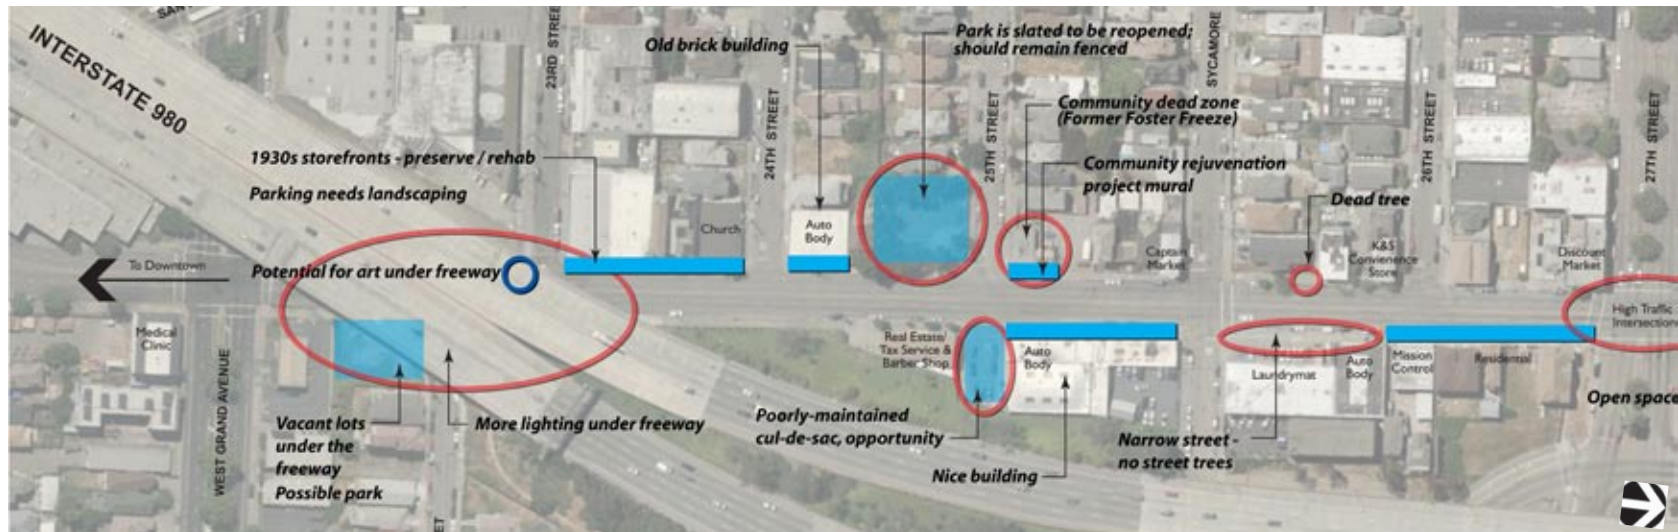 SAN
INTERSTATE 980
23RD STREE
Old brick building
24TH STREET
Park is slated to be reopened;
should remain fenced
25TH STREET
Community dead zone
(Former Foster Freeze)
Community rejuvenation
project mural
SYCAMORE
26TH STREET
27TH STREET
1930s storefronts - preserve / rehab
Parking needs landscaping
Dead tree
Church
Auto
Body
Captain
Market
K&S
Convienence
Store
Discount
Market
To Downtown
Potential for art under freeway
High Traffic
Intersection
Medical
Clinic
WEST GRAND AVENUE
Real Estate/
Tax Service &
Barber Shop
Auto
Body
Laundrymat
Auto
Body
Mission
Control
Residential
Open space
Vacant lots
under the
freeway
Possible park
More lighting under freeway
Poorly-maintained
cul-de-sac, opportunity
Nice building
Narrow street -
no street trees
ET